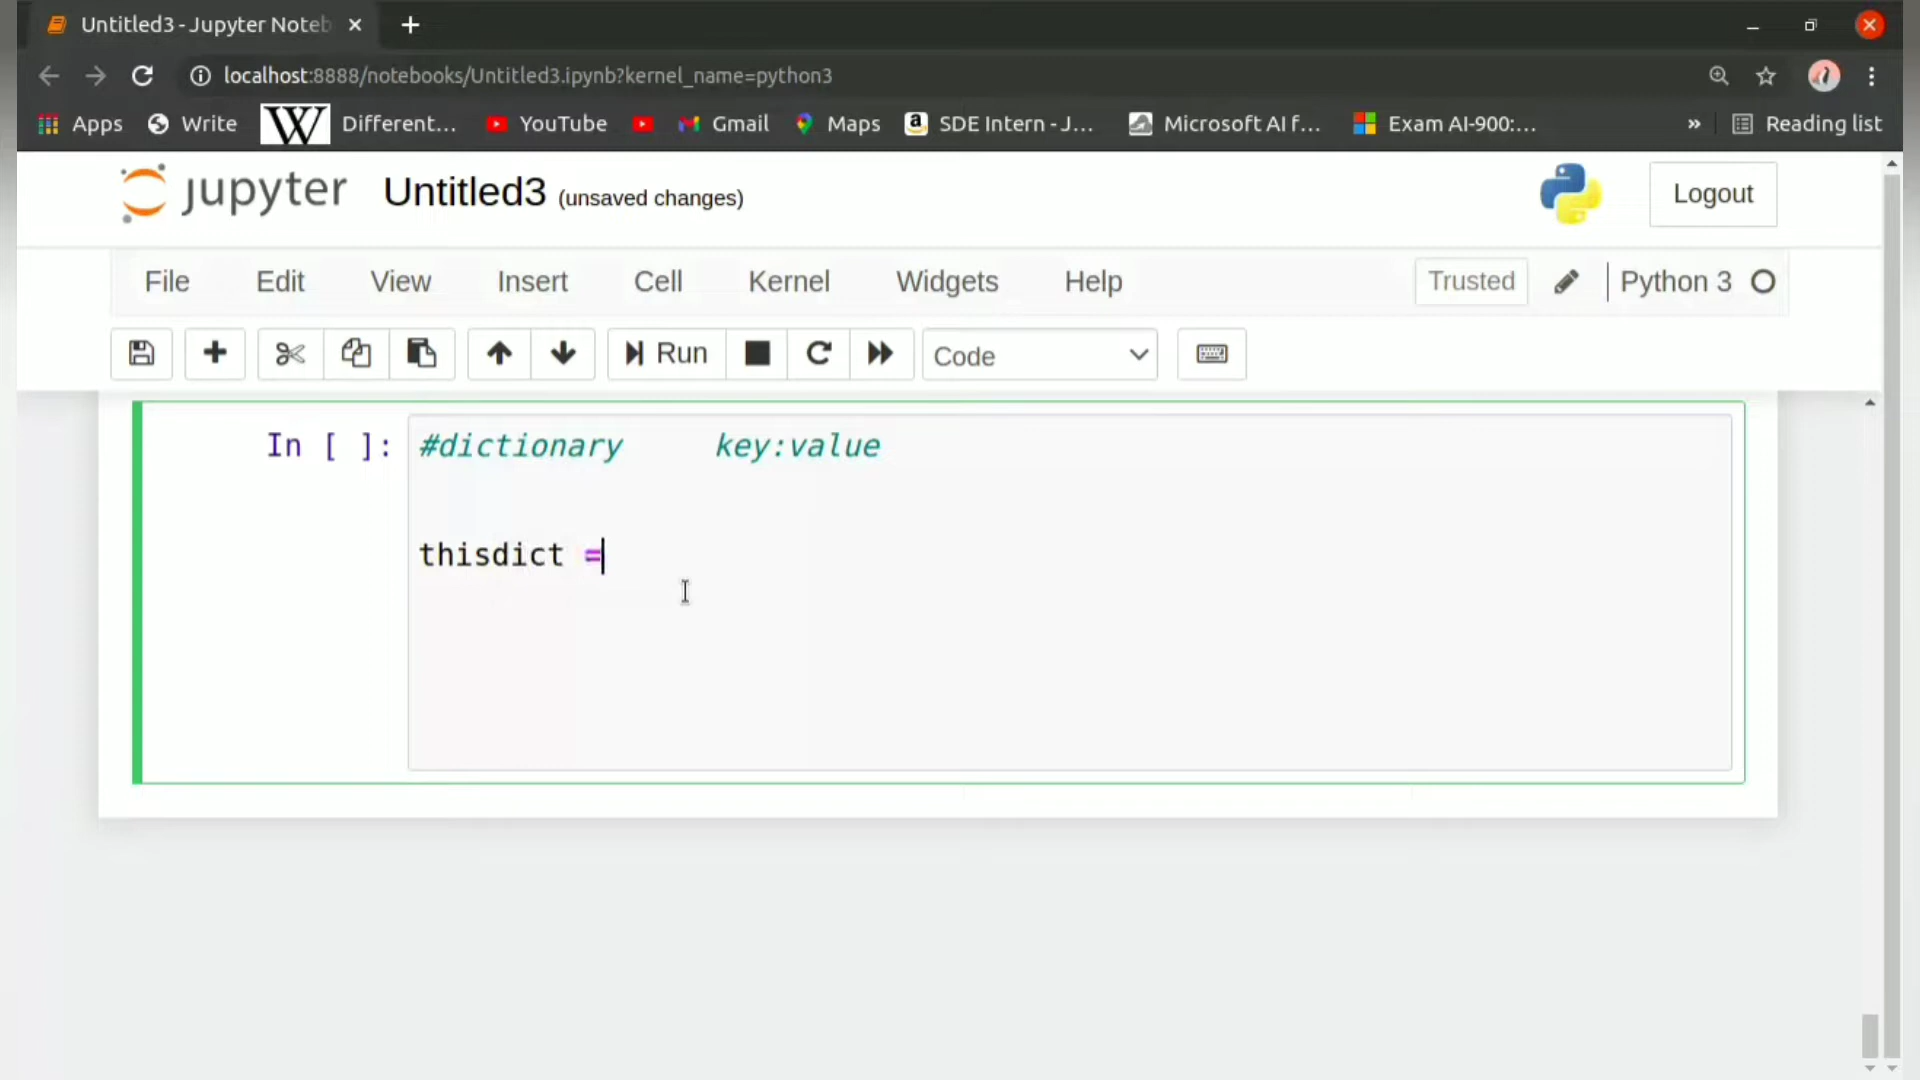 Untitled3 - Jupyter Noteb
localhost:8888/notebooks/Untitled3.ipynb?kernel_name=python3
Apps Write Different... YouTube Gmail Maps SDE Intern - J... Microsoft AI f... Exam AI-900:... » Reading list
jupyter Untitled3 (unsaved changes) Logout
File Edit View Insert Cell Kernel Widgets Help Trusted Python 3
Run Code
In [ ]: #dictionary key:value
thisdict =